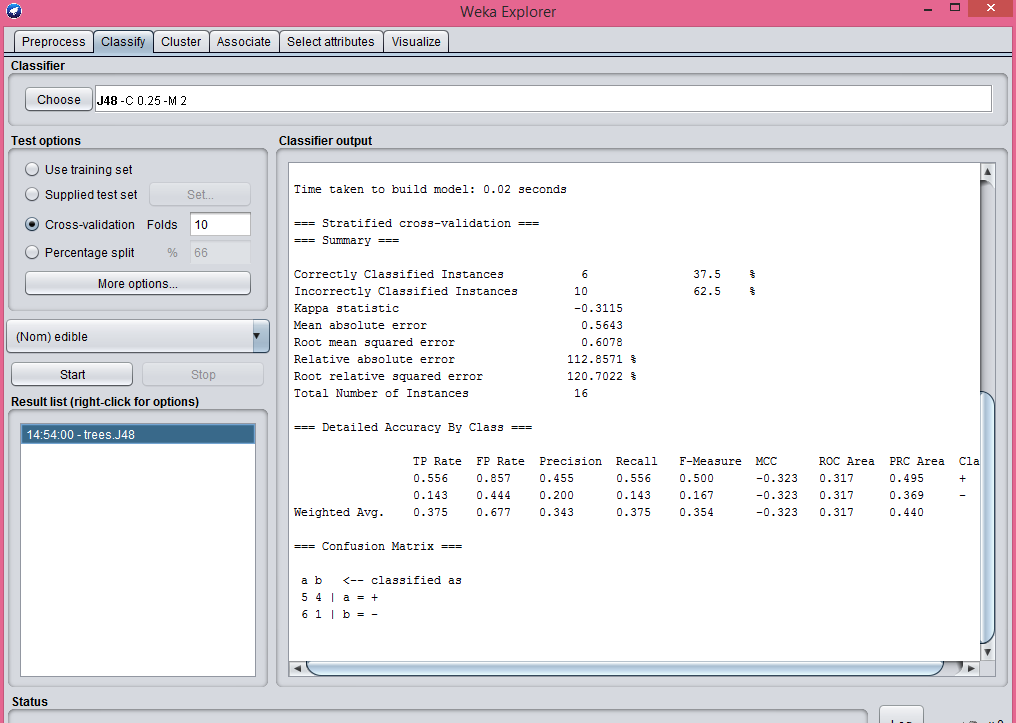 Weka Explorer
Preprocess Classify Cluster Associate Select attributes Visualize
Classifier
Choose J48 -C 0.25 -M 2
Test options
Use training set
Supplied test set Set...
Cross-validation Folds 10
Percentage split % 66
More options...
(Nom) edible
Start Stop
Result list (right-click for options)
14:54:00 - trees.J48
Classifier output
Time taken to build model: 0.02 seconds
=== Stratified cross-validation ===
=== Summary ===
Correctly Classified Instances 6 37.5 %
Incorrectly Classified Instances 10 62.5 %
Kappa statistic -0.3115
Mean absolute error 0.5643
Root mean squared error 0.6078
Relative absolute error 112.8571 %
Root relative squared error 120.7022 %
Total Number of Instances 16
=== Detailed Accuracy By Class ===
TP Rate FP Rate Precision Recall F-Measure MCC ROC Area PRC Area Cla
0.556 0.857 0.455 0.556 0.500 -0.323 0.317 0.495 +
0.143 0.444 0.200 0.143 0.167 -0.323 0.317 0.369 -
Weighted Avg. 0.375 0.677 0.343 0.375 0.354 -0.323 0.317 0.440
=== Confusion Matrix ===
a b <-- classified as
5 4 | a = +
6 1 | b = -
Status